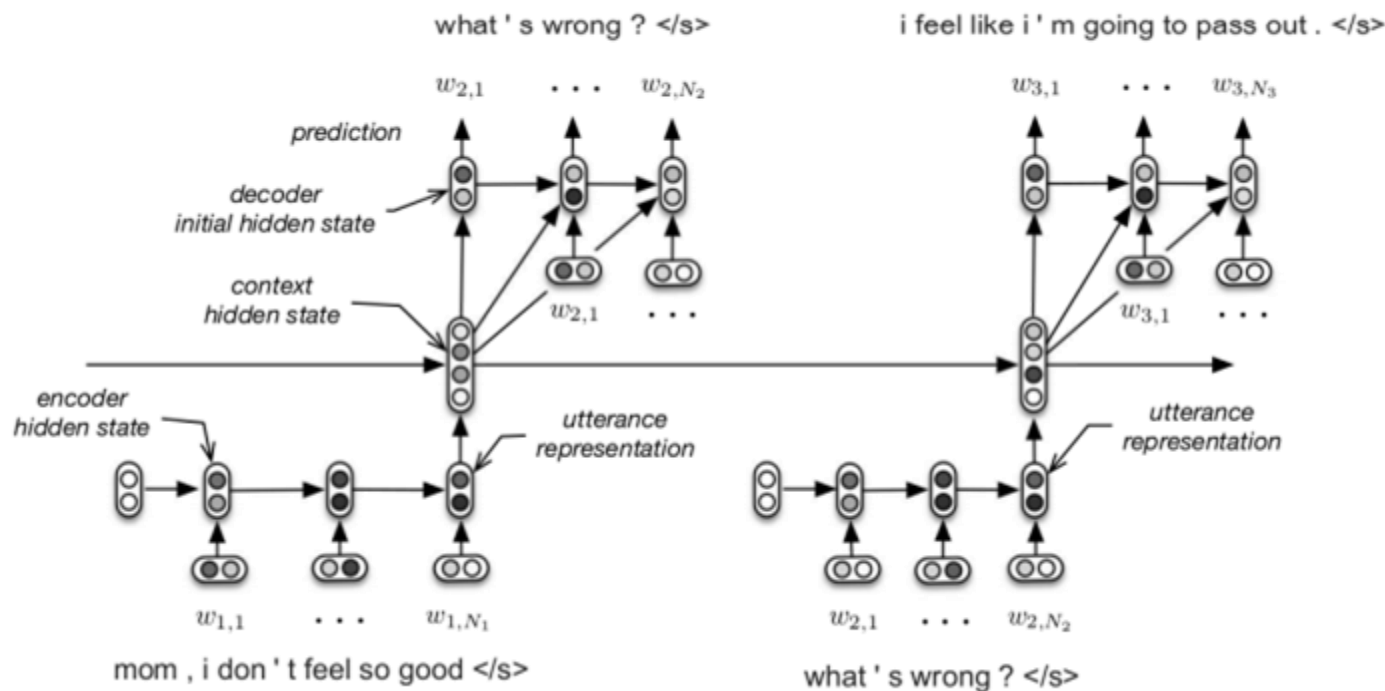 what ' s wrong ? </s>
i feel like i ' m going to pass out . </s>
w2,1 . . . w2,N2
w3,1 . . . w3,N3
prediction
decoder
initial hidden state
context
hidden state
w2,1 . . .
w3,1 . . .
encoder
hidden state
utterance
representation
utterance
representation
w1,1 . . . w1,N1
w2,1 . . . w2,N2
mom , i don ' t feel so good </s>
what ' s wrong ? </s>